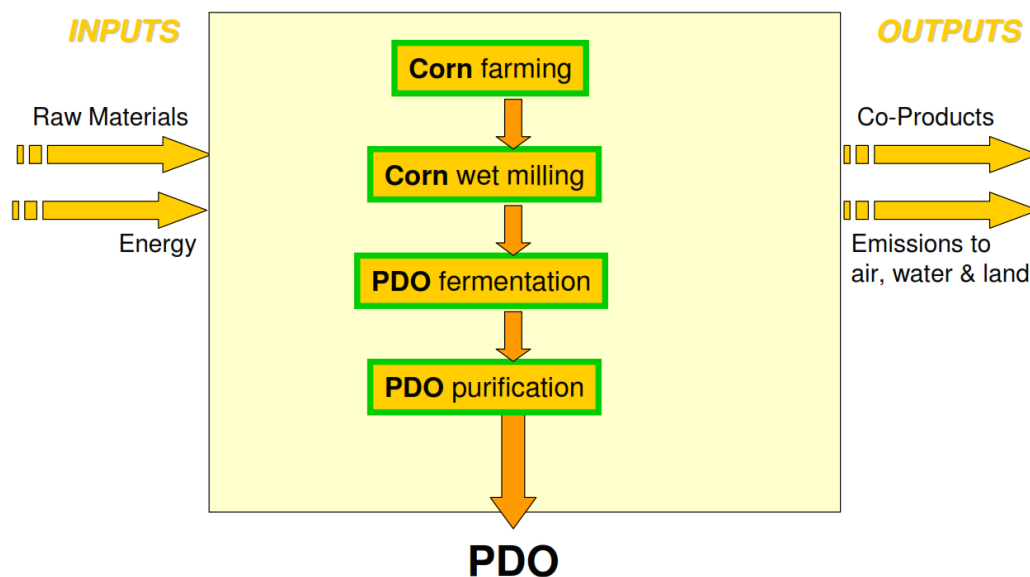 INPUTS
OUTPUTS
Corn farming
Raw Materials
Co-Products
Corn wet milling
Energy
Emissions to
air, water & land
PDO fermentation
PDO purification
PDO